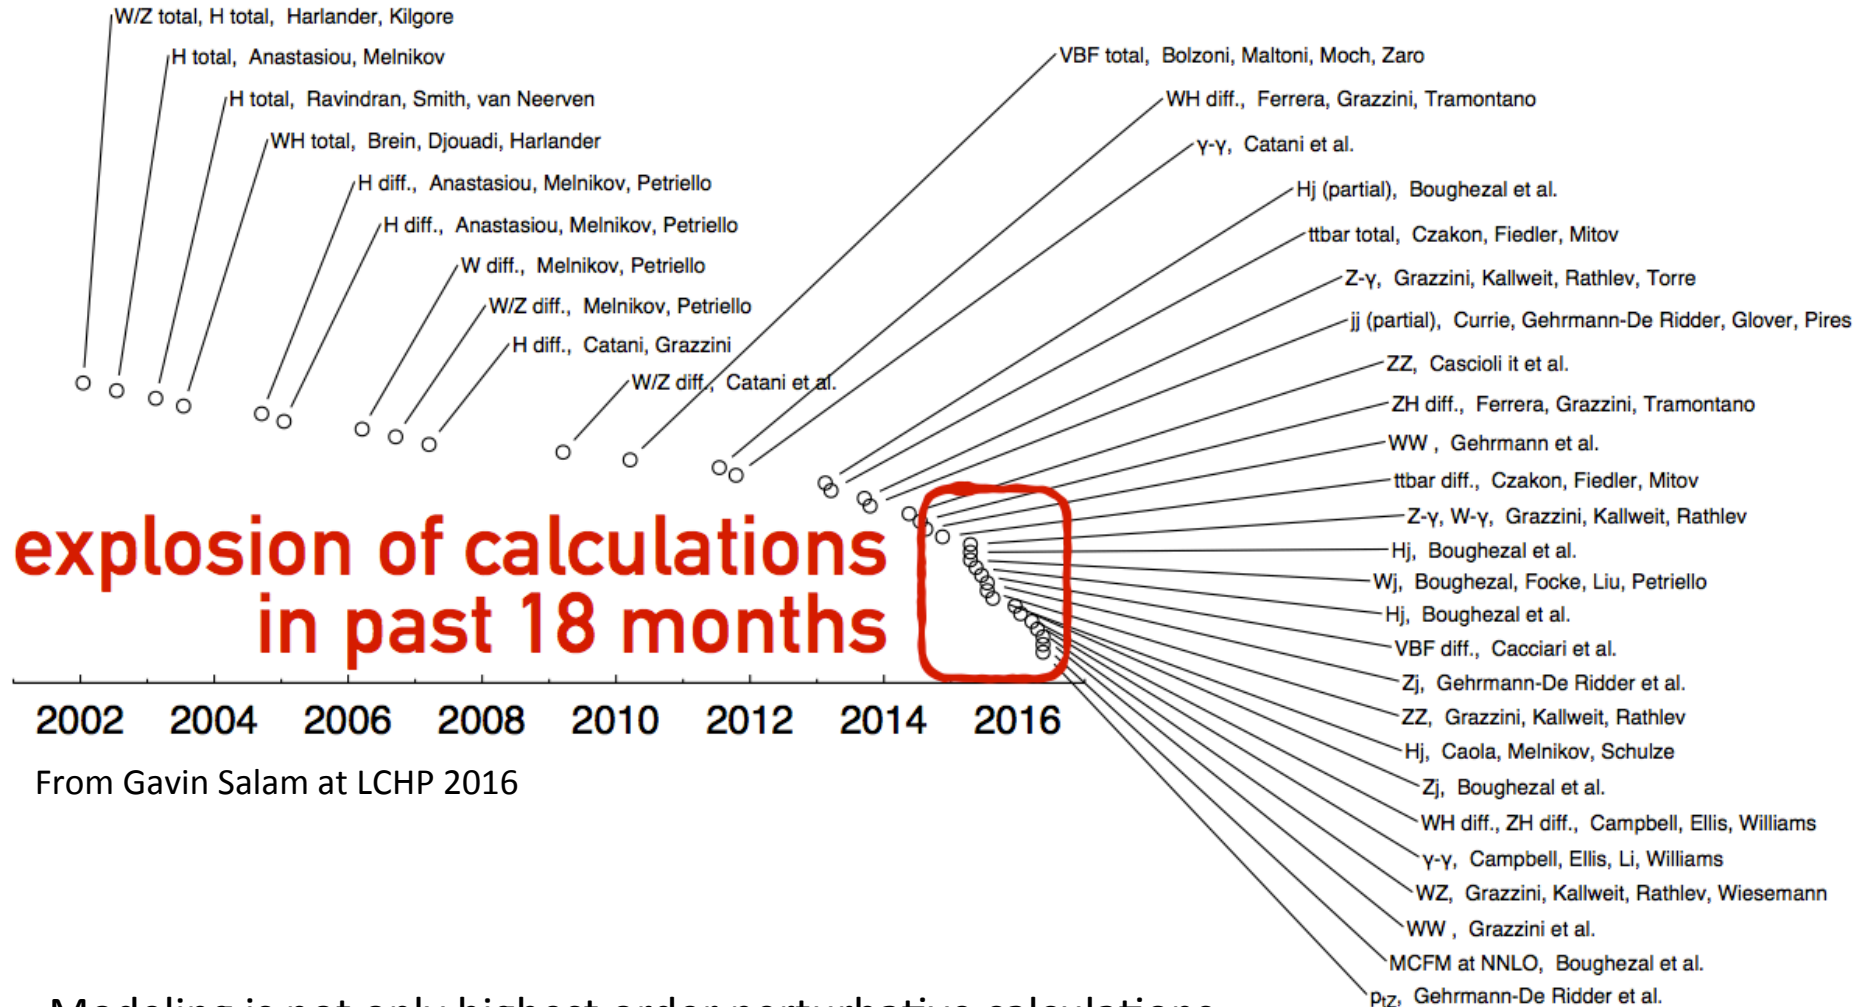 W/Z total, H total, Harlander, Kilgore
H total, Anastasiou, Melnikov
H total, Ravindran, Smith, van Neerven
WH total, Brein, Djouadi, Harlander
H diff., Anastasiou, Melnikov, Petriello
H diff., Anastasiou, Melnikov, Petriello
W diff., Melnikov, Petriello
W/Z diff., Melnikov, Petriello
H diff., Catani, Grazzini
W/Z diff., Catani et al.
VBF total, Bolzoni, Maltoni, Moch, Zaro
WH diff., Ferrera, Grazzini, Tramontano
γ-γ, Catani et al.
Hj (partial), Boughezal et al.
ttbar total, Czakon, Fiedler, Mitov
Z-γ, Grazzini, Kallweit, Rathlev, Torre
jj (partial), Currie, Gehrmann-De Ridder, Glover, Pires
ZZ, Cascioli it et al.
ZH diff., Ferrera, Grazzini, Tramontano
WW , Gehrmann et al.
ttbar diff., Czakon, Fiedler, Mitov
Z-γ, W-γ, Grazzini, Kallweit, Rathlev
Hj, Boughezal et al.
Wj, Boughezal, Focke, Liu, Petriello
Hj, Boughezal et al.
VBF diff., Cacciari et al.
Zj, Gehrmann-De Ridder et al.
ZZ, Grazzini, Kallweit, Rathlev
Hj, Caola, Melnikov, Schulze
Zj, Boughezal et al.
WH diff., ZH diff., Campbell, Ellis, Williams
γ-γ, Campbell, Ellis, Li, Williams
WZ, Grazzini, Kallweit, Rathlev, Wiesemann
WW , Grazzini et al.
MCFM at NNLO, Boughezal et al.
ptZ, Gehrmann-De Ridder et al.
explosion of calculations
in past 18 months
2002 2004 2006 2008 2010 2012 2014 2016
From Gavin Salam at LCHP 2016
Modeling is not only highest order perturbative calculations